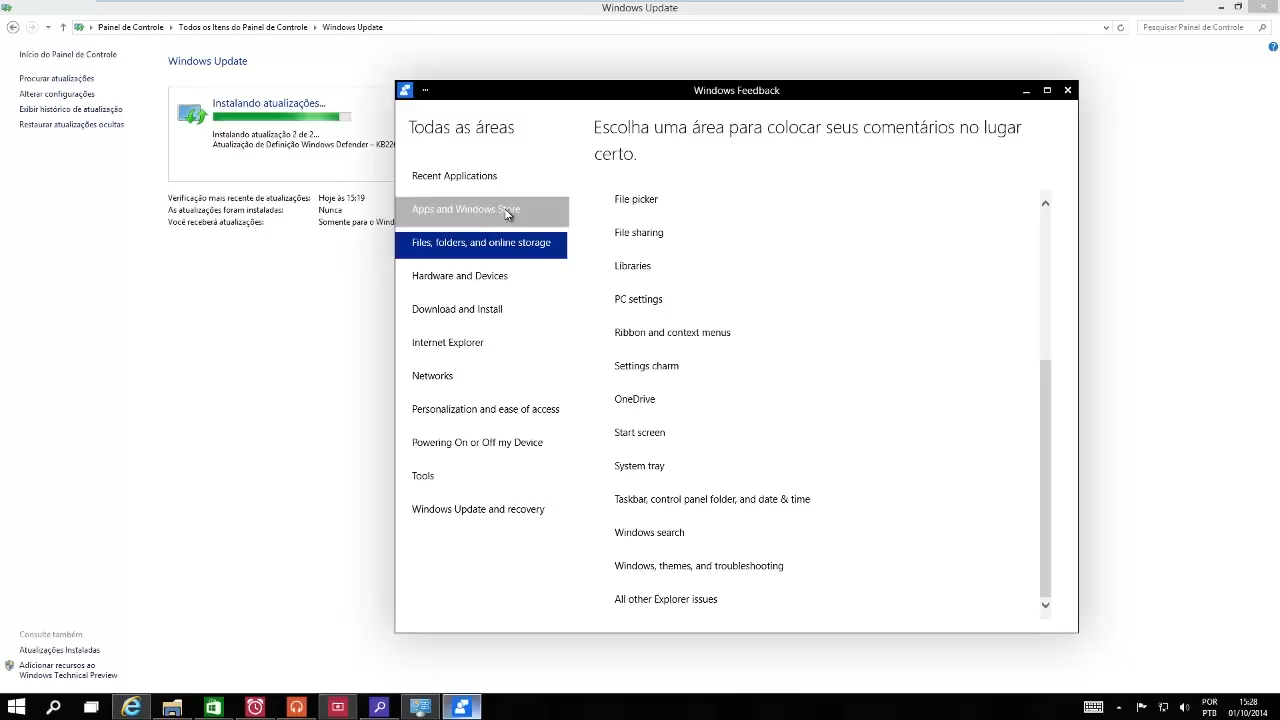 Windows Update
Painel de Controle
Todos os Itens do Painel de Controle
Windows Update
Pesquisar Painel de Controle
Início do Painel de Controle
Procurar atualizações
Alterar configurações
Exibir histórico de atualização
Restaurar atualizações ocultas
Windows Update
Instalando atualizações...
Instalando atualização 2 de 2...
Atualização de Definição Windows Defender – KB22
Verificação mais recente de atualizações: Hoje às 15:19
As atualizações foram instaladas: Nunca
Você receberá atualizações: Somente para o Wind
Windows Feedback
Todas as áreas
Recent Applications
Apps and Windows Store
Files, folders, and online storage
Hardware and Devices
Download and Install
Internet Explorer
Networks
Personalization and ease of access
Powering On or Off my Device
Tools
Windows Update and recovery
Escolha uma área para colocar seus comentários no lugar
certo.
File picker
File sharing
Libraries
PC settings
Ribbon and context menus
Settings charm
OneDrive
Start screen
System tray
Taskbar, control panel folder, and date & time
Windows search
Windows, themes, and troubleshooting
All other Explorer issues
Consulte também
Atualizações Instaladas
Adicionar recursos ao
Windows Technical Preview
POR
PTB
15:28
01/10/2014